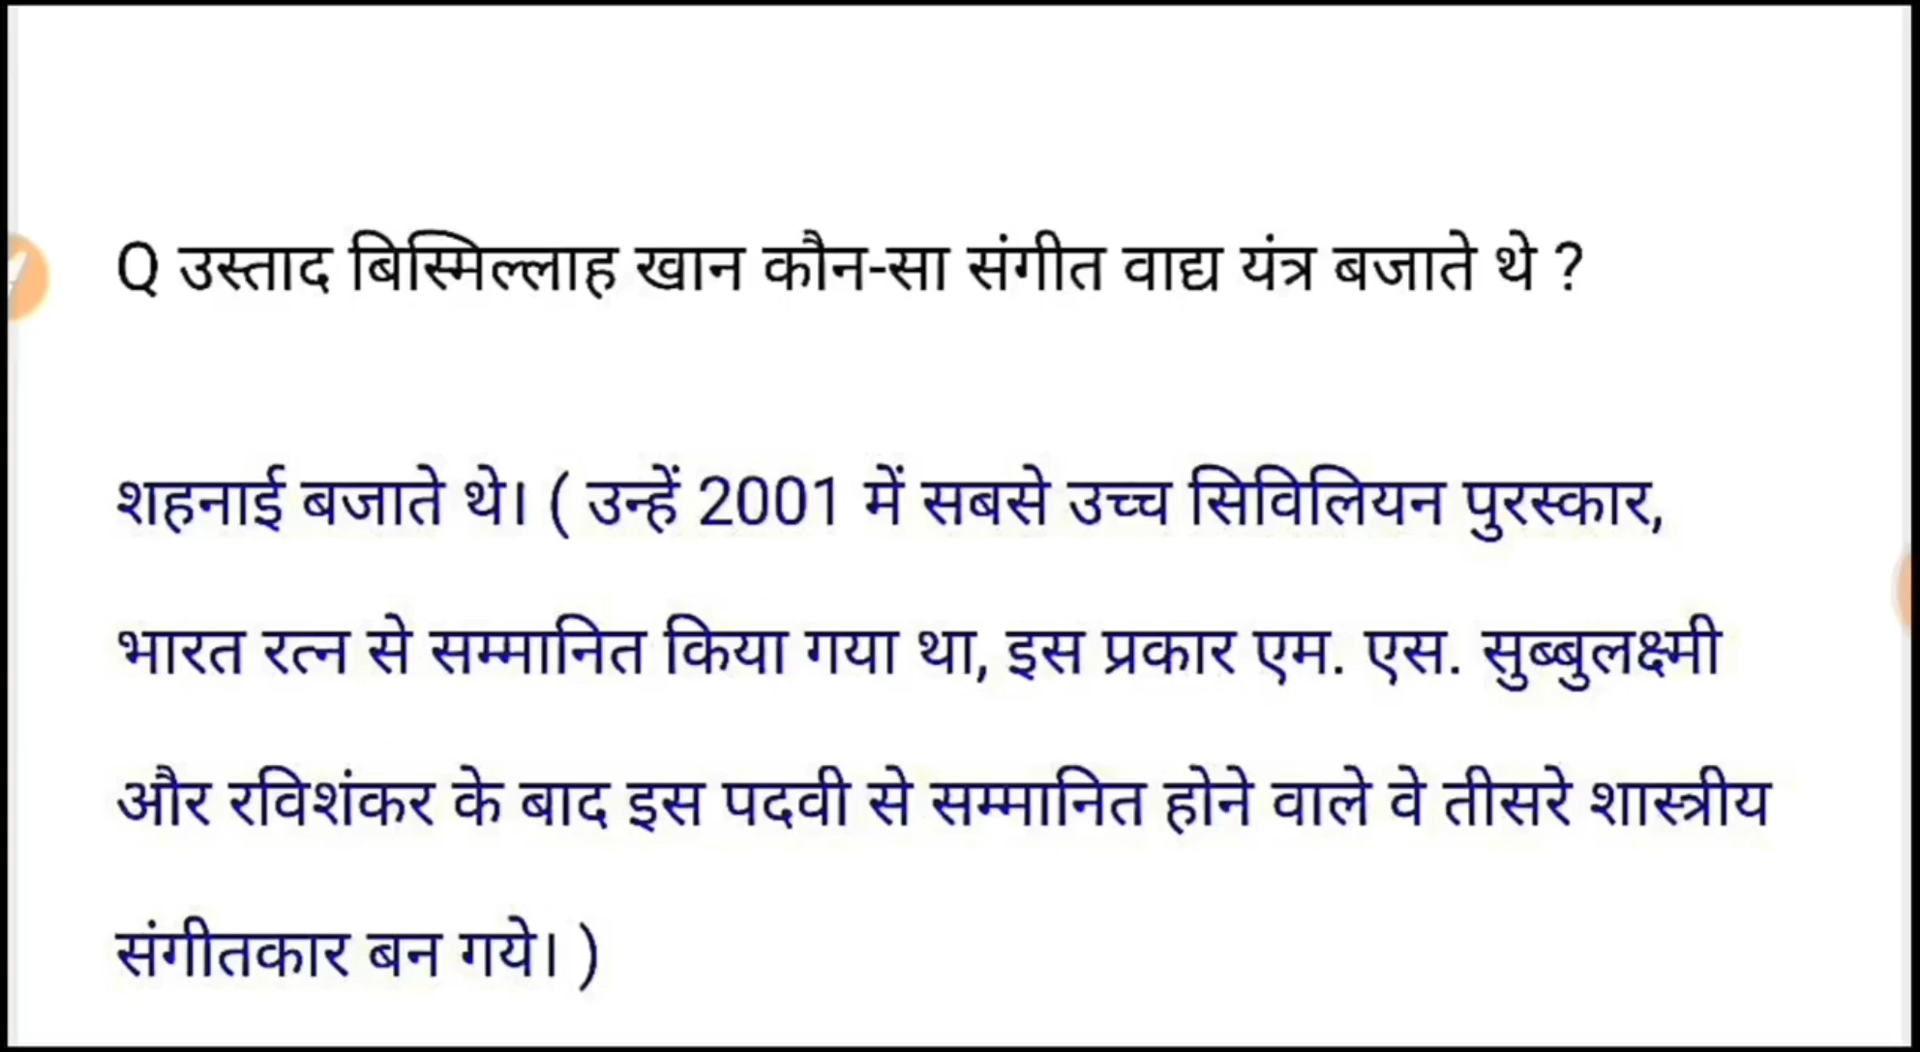 Q उस्ताद बिस्मिल्लाह खान कौन-सा संगीत वाद्य यंत्र बजाते थे ?
शहनाई बजाते थे। ( उन्हें 2001 में सबसे उच्च सिविलियन पुरस्कार,
भारत रत्न से सम्मानित किया गया था, इस प्रकार एम. एस. सुब्बुलक्ष्मी
और रविशंकर के बाद इस पदवी से सम्मानित होने वाले वे तीसरे शास्त्रीय
संगीतकार बन गये। )